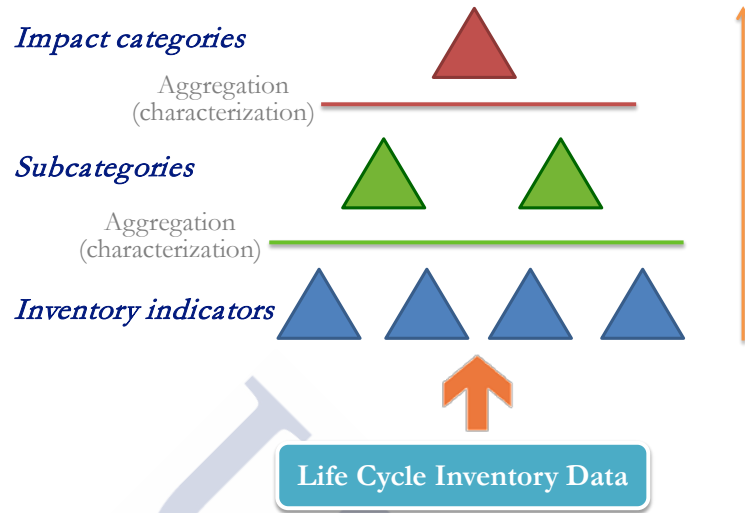 Impact categories
Aggregation
(characterization)
Subcategories
Aggregation
(characterization)
Inventory indicators
Life Cycle Inventory Data